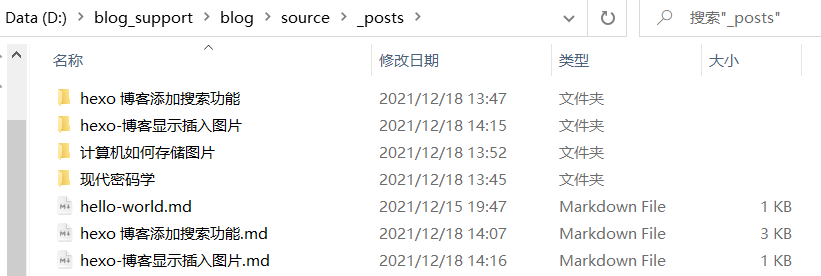 Data (D:) > blog_support > blog > source > _posts > 搜索"_posts"
名称 修改日期 类型 大小
hexo 博客添加搜索功能 2021/12/18 13:47 文件夹
hexo-博客显示插入图片 2021/12/18 14:15 文件夹
计算机如何存储图片 2021/12/18 13:52 文件夹
现代密码学 2021/12/18 13:45 文件夹
hello-world.md 2021/12/15 19:47 Markdown File 1 KB
hexo 博客添加搜索功能.md 2021/12/18 14:07 Markdown File 3 KB
hexo-博客显示插入图片.md 2021/12/18 14:16 Markdown File 1 KB